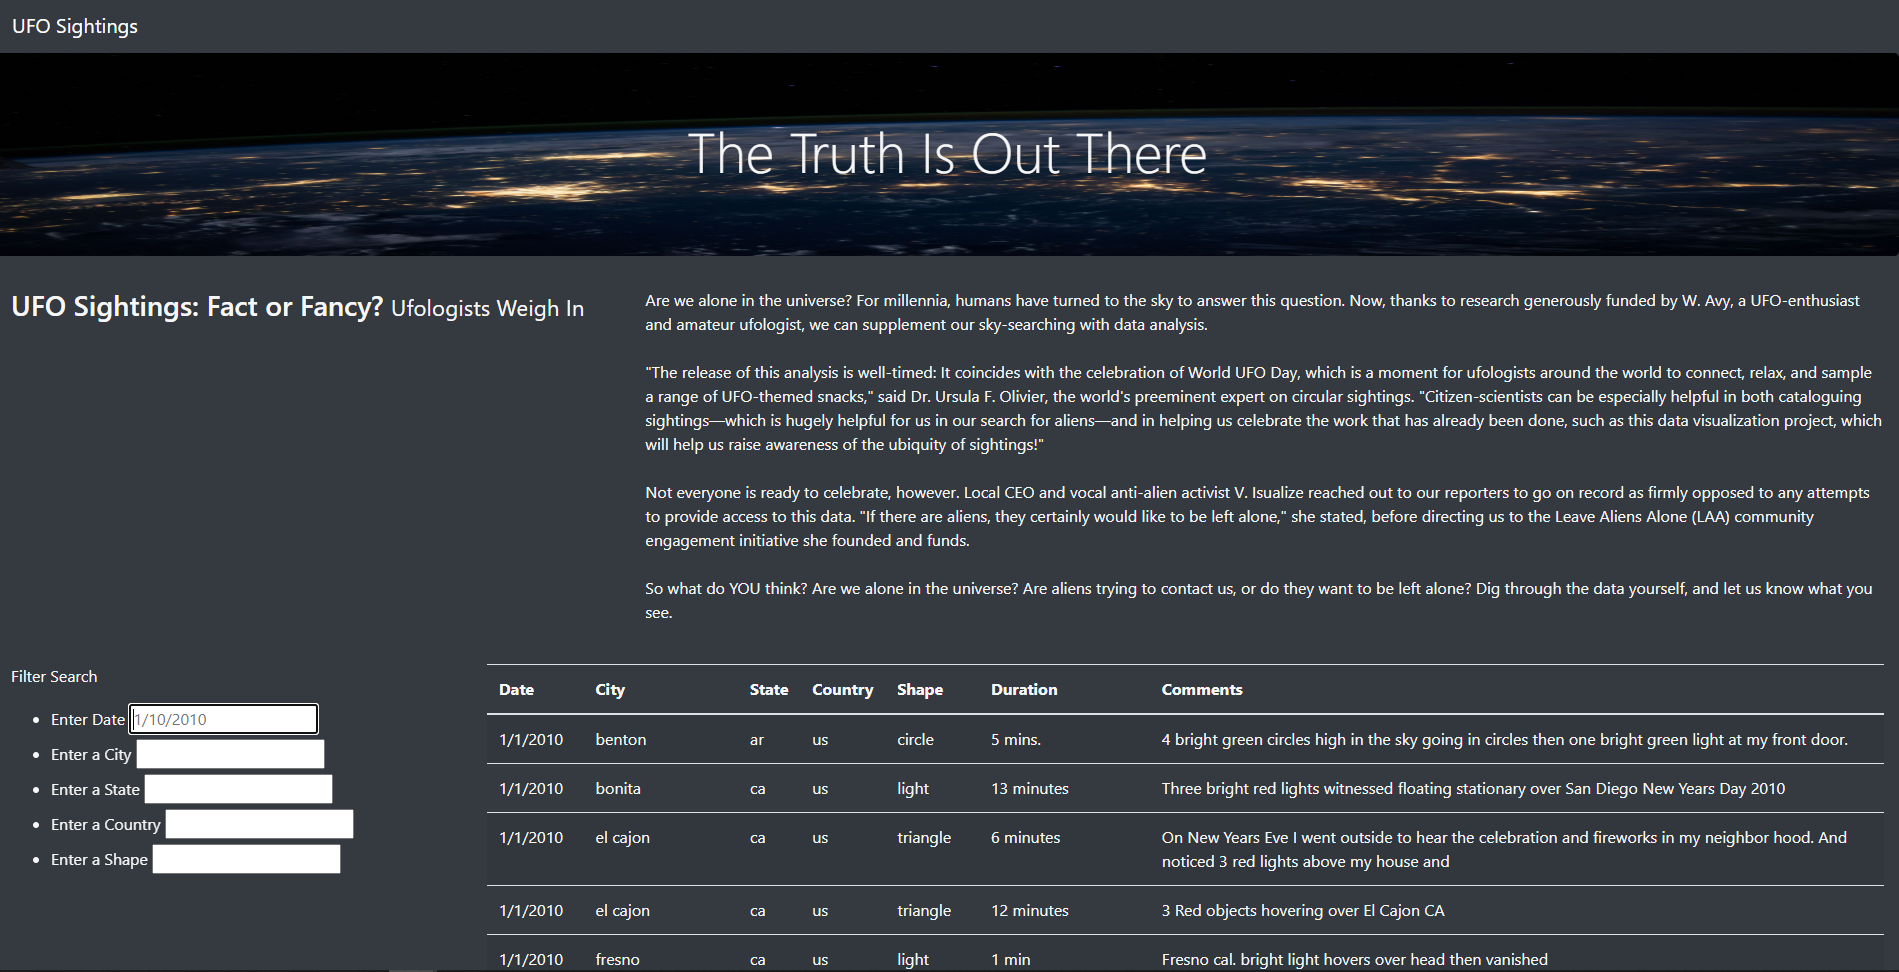 UFO Sightings
The Truth Is Out There
UFO Sightings: Fact or Fancy? Ufologists Weigh In
Are we alone in the universe? For millennia, humans have turned to the sky to answer this question. Now, thanks to research generously funded by W. Avy, a UFO-enthusiast
and amateur ufologist, we can supplement our sky-searching with data analysis.
"The release of this analysis is well-timed: It coincides with the celebration of World UFO Day, which is a moment for ufologists around the world to connect, relax, and sample
a range of UFO-themed snacks," said Dr. Ursula F. Olivier, the world's preeminent expert on circular sightings. "Citizen-scientists can be especially helpful in both cataloguing
sightings—which is hugely helpful for us in our search for aliens—and in helping us celebrate the work that has already been done, such as this data visualization project, which
will help us raise awareness of the ubiquity of sightings!"
Not everyone is ready to celebrate, however. Local CEO and vocal anti-alien activist V. Isualize reached out to our reporters to go on record as firmly opposed to any attempts
to provide access to this data. "If there are aliens, they certainly would like to be left alone," she stated, before directing us to the Leave Aliens Alone (LAA) community
engagement initiative she founded and funds.
So what do YOU think? Are we alone in the universe? Are aliens trying to contact us, or do they want to be left alone? Dig through the data yourself, and let us know what you
see.
Filter Search
Enter Date 1/10/2010
Enter a City
Enter a State
Enter a Country
Enter a Shape
Date City State Country Shape Duration Comments
1/1/2010 benton ar us circle 5 mins. 4 bright green circles high in the sky going in circles then one bright green light at my front door.
1/1/2010 bonita ca us light 13 minutes Three bright red lights witnessed floating stationary over San Diego New Years Day 2010
1/1/2010 el cajon ca us triangle 6 minutes On New Years Eve I went outside to hear the celebration and fireworks in my neighbor hood. And
noticed 3 red lights above my house and
1/1/2010 el cajon ca us triangle 12 minutes 3 Red objects hovering over El Cajon CA
1/1/2010 fresno ca us light 1 min Fresno cal. bright light hovers over head then vanished